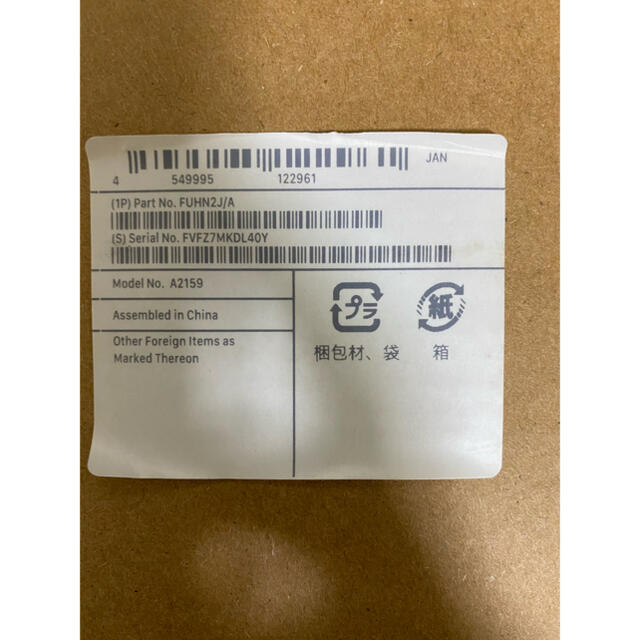 JAN
4 549995 122961
(1P) Part No. FUHN2J/A
(S) Serial No. FVFZ7MKDL40Y
Model No. A2159
Assembled in China
Other Foreign Items as
Marked Thereon
プラ 紙
梱包材、袋 箱